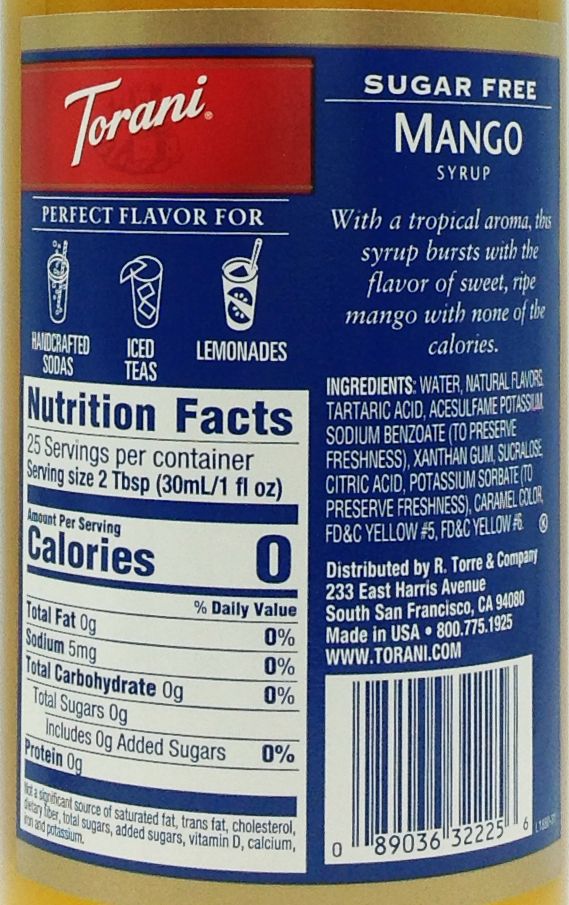 Torani®
PERFECT FLAVOR FOR
HANDCRAFTED
SODAS
ICED
TEAS
LEMONADES
Nutrition Facts
25 Servings per container
Serving size 2 Tbsp (30mL/1 fl oz)
Amount Per Serving
Calories 0
% Daily Value
Total Fat 0g 0%
Sodium 5mg 0%
Total Carbohydrate 0g 0%
Total Sugars 0g
Includes 0g Added Sugars 0%
Protein 0g
Not a significant source of saturated fat, trans fat, cholesterol,
dietary fiber, total sugars, added sugars, vitamin D, calcium,
iron and potassium.
SUGAR FREE
MANGO
SYRUP
With a tropical aroma, this
syrup bursts with the
flavor of sweet, ripe
mango with none of the
calories.
INGREDIENTS: WATER, NATURAL FLAVORS,
TARTARIC ACID, ACESULFAME POTASSIUM,
SODIUM BENZOATE (TO PRESERVE
FRESHNESS), XANTHAN GUM, SUCRALOSE,
CITRIC ACID, POTASSIUM SORBATE (TO
PRESERVE FRESHNESS), CARAMEL COLOR,
FD&C YELLOW #5, FD&C YELLOW #6.
Distributed by R. Torre & Company
233 East Harris Avenue
South San Francisco, CA 94080
Made in USA • 800.775.1925
WWW.TORANI.COM
0 89036 32225 6